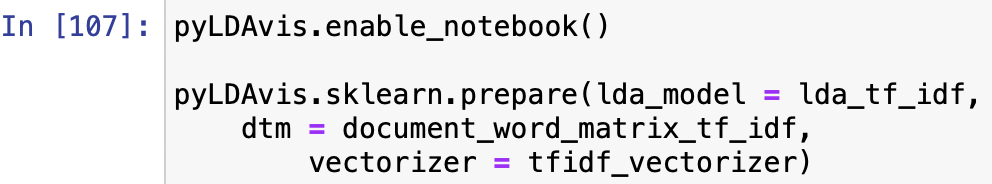 In [107]: pyLDAvis.enable_notebook()
pyLDAvis.sklearn.prepare(lda_model = lda_tf_idf,
dtm = document_word_matrix_tf_idf,
vectorizer = tfidf_vectorizer)